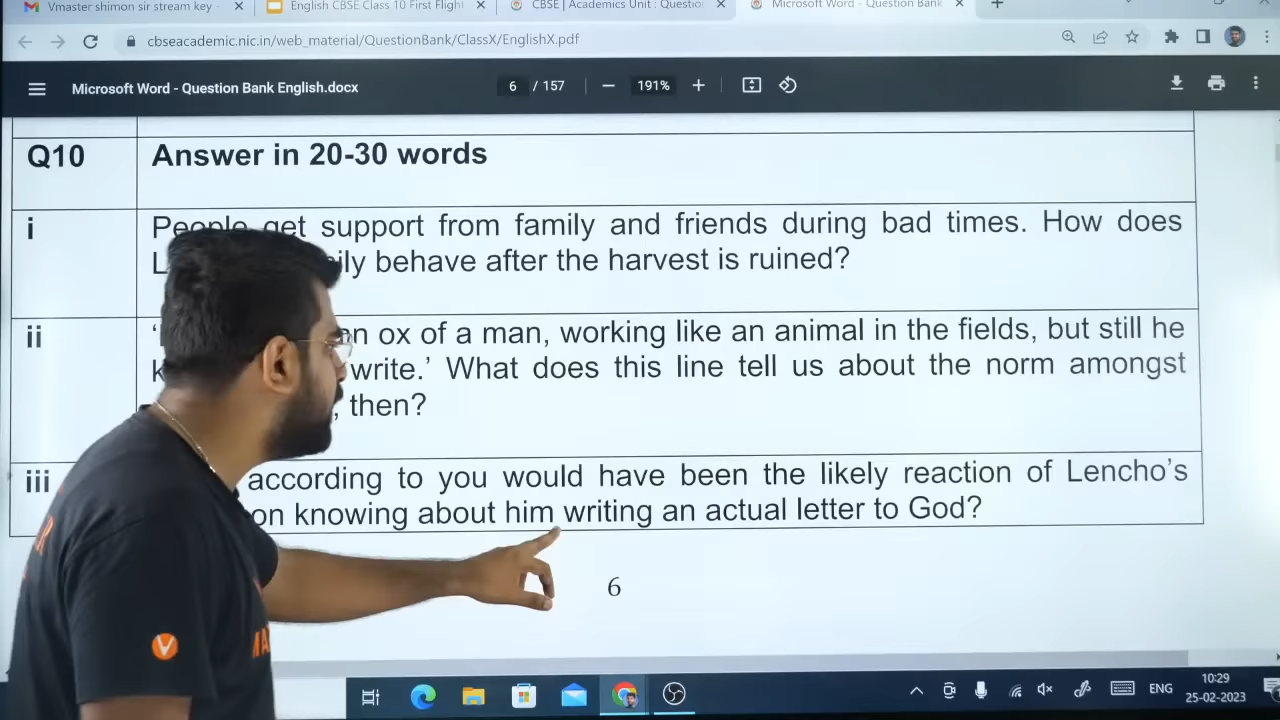 Vmaster shimon sir stream key -
English CBSE Class 10 First Flight
CBSE | Academics Unit : Question
Microsoft Word - Question Bank
cbseacademic.nic.in/web_material/QuestionBank/ClassX/EnglishX.pdf
Microsoft Word - Question Bank English.docx
6 / 157
191%
Q10 Answer in 20-30 words
i People get support from family and friends during bad times. How does
behave after the harvest is ruined?
ii ox of a man, working like an animal in the fields, but still he
write.' What does this line tell us about the norm amongst
, then?
iii according to you would have been the likely reaction of Lencho's
on knowing about him writing an actual letter to God?
6
ENG
10:29
25-02-2023
V